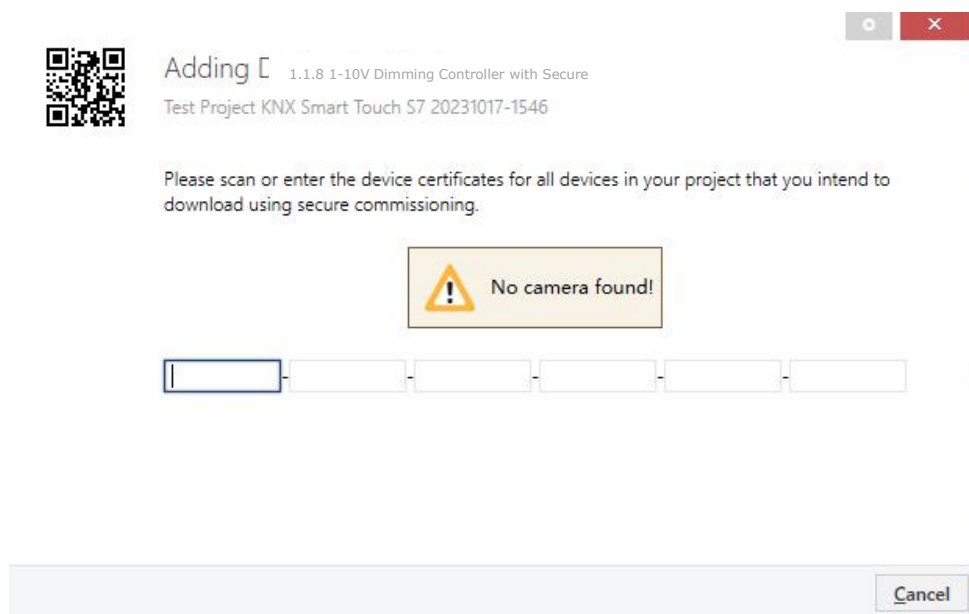 Adding D
1.1.8 1-10V Dimming Controller with Secure
Test Project KNX Smart Touch S7 20231017-1546
Please scan or enter the device certificates for all devices in your project that you intend to
download using secure commissioning.
No camera found!
- - - - -
Cancel